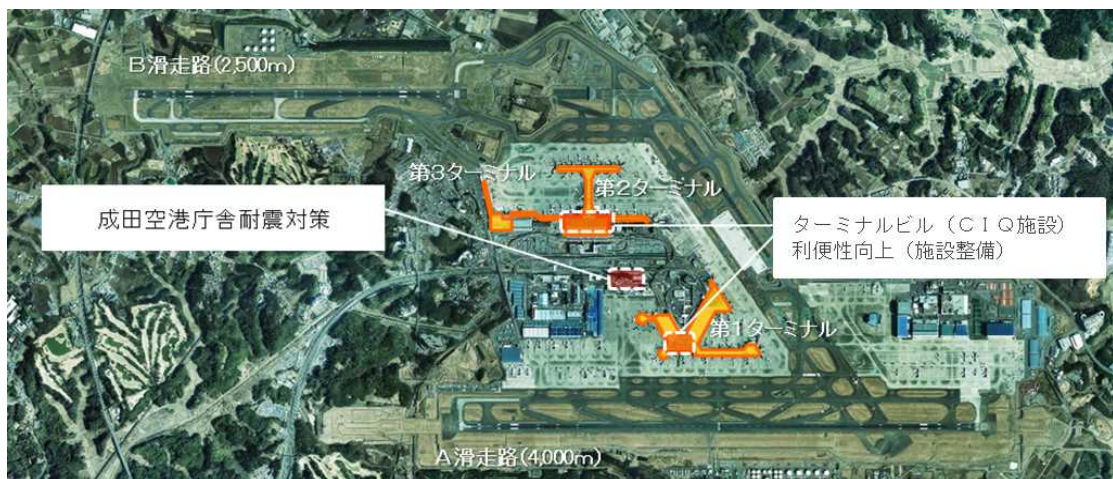 B滑走路(2,500m)
第3ターミナル
第2ターミナル
成田空港庁舎耐震対策
ターミナルビル（ＣＩＱ施設）
利便性向上（施設整備）
第1ターミナル
A滑走路(4,000m)